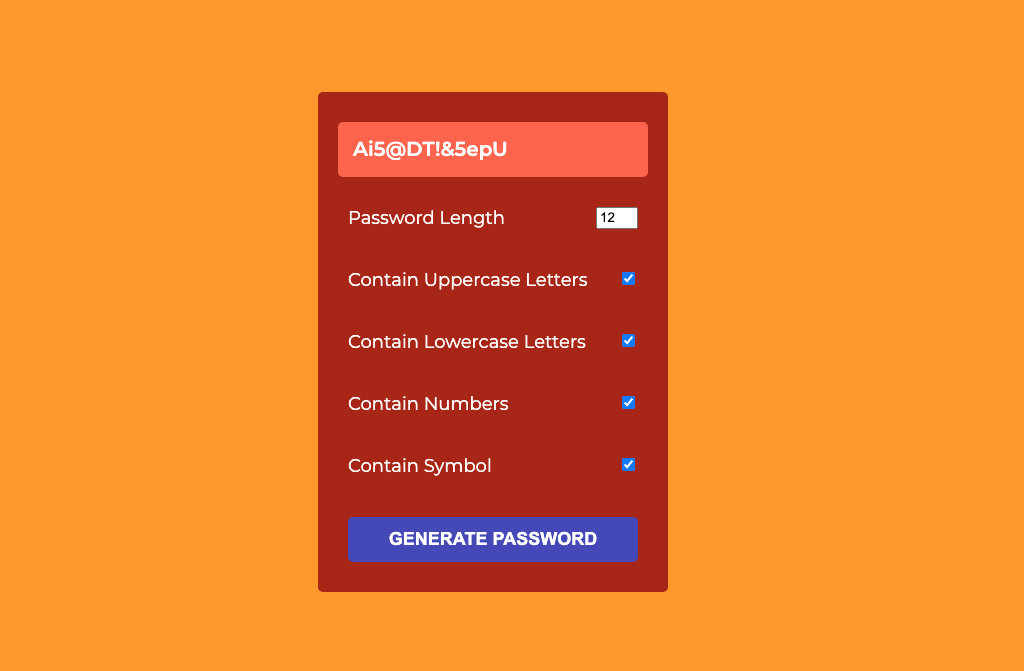 Ai5@DT!&5epU
Password Length 12
Contain Uppercase Letters
Contain Lowercase Letters
Contain Numbers
Contain Symbol
GENERATE PASSWORD